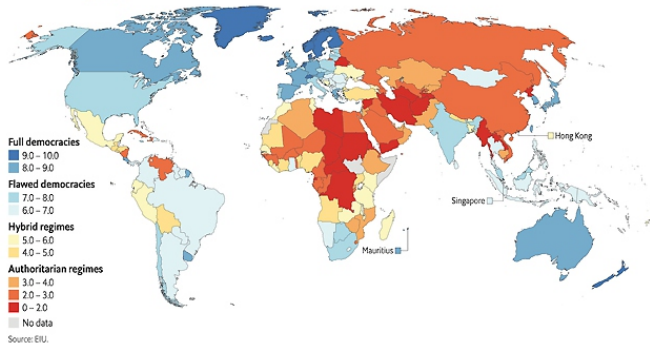 Full democracies
9.0 – 10.0
8.0 – 9.0
Flawed democracies
7.0 – 8.0
6.0 – 7.0
Hybrid regimes
5.0 – 6.0
4.0 – 5.0
Authoritarian regimes
3.0 – 4.0
2.0 – 3.0
0 – 2.0
No data
Source: EIU.
Hong Kong
Singapore
Mauritius